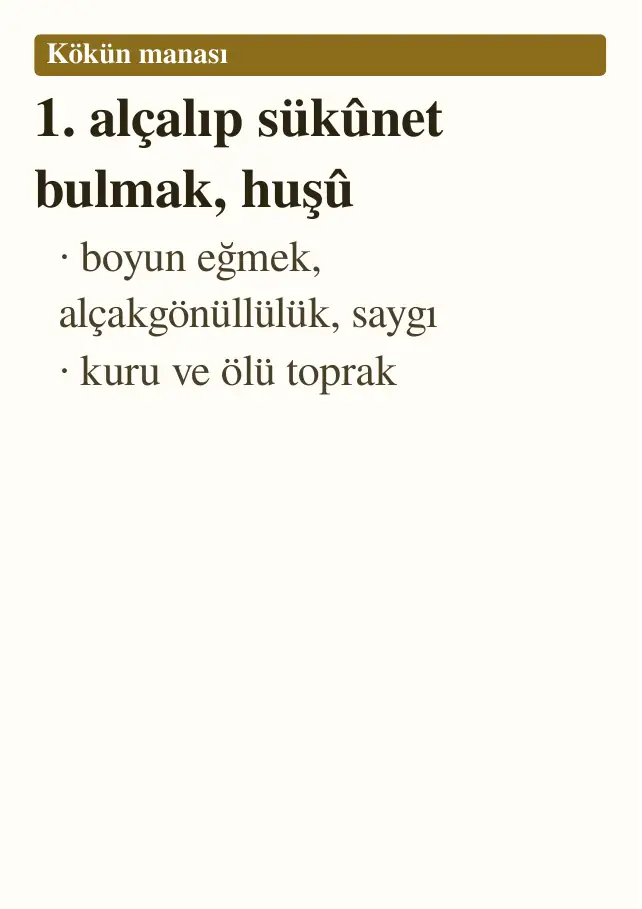 Kökün manası
1. alçalıp sükûnet
bulmak, huşû
· boyun eğmek,
alçakgönüllülük, saygı
· kuru ve ölü toprak